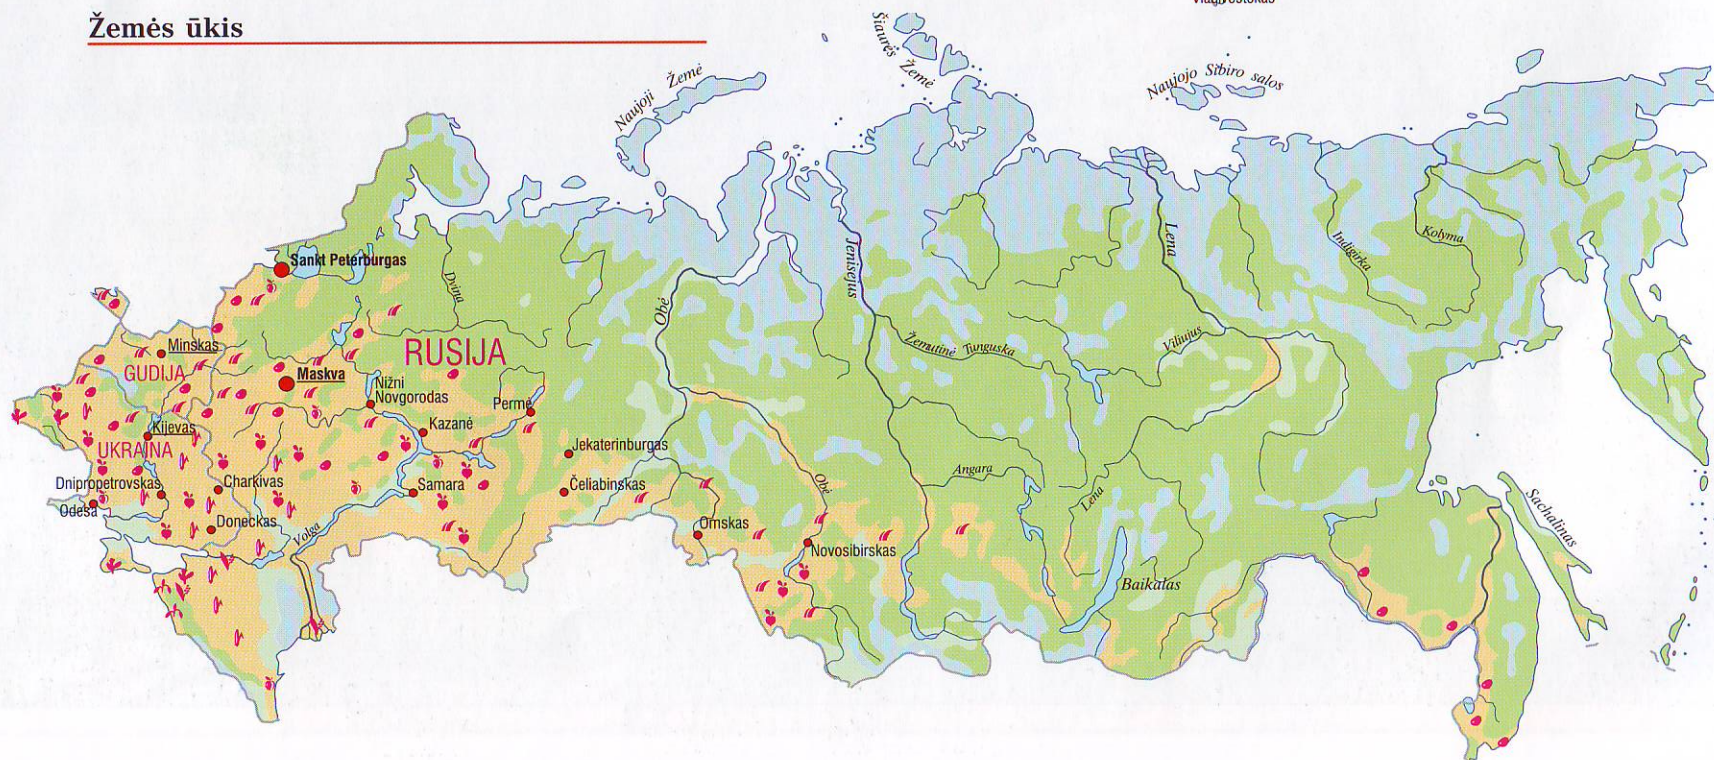 Žemės ūkis
Šiaurės Žemė
Naujoji Žemė
Naujojo Sibiro salos
Sankt Peterburgas
Dvina
Obė
Jenisejus
Lena
Indigirka
Kolyma
Minskas
GUDIJA
Maskva
RUSIJA
Nižni
Novgorodas
Permė
Žemutinė Tunguska
Viliujus
Kijevas
UKRAINA
Kazanė
Jekaterinburgas
Dnipropetrovskas
Charkivas
Samara
Čeliabinskas
Obė
Angara
Lena
Sachalinas
Odesa
Doneckas
Volga
Omskas
Novosibirskas
Baikalas